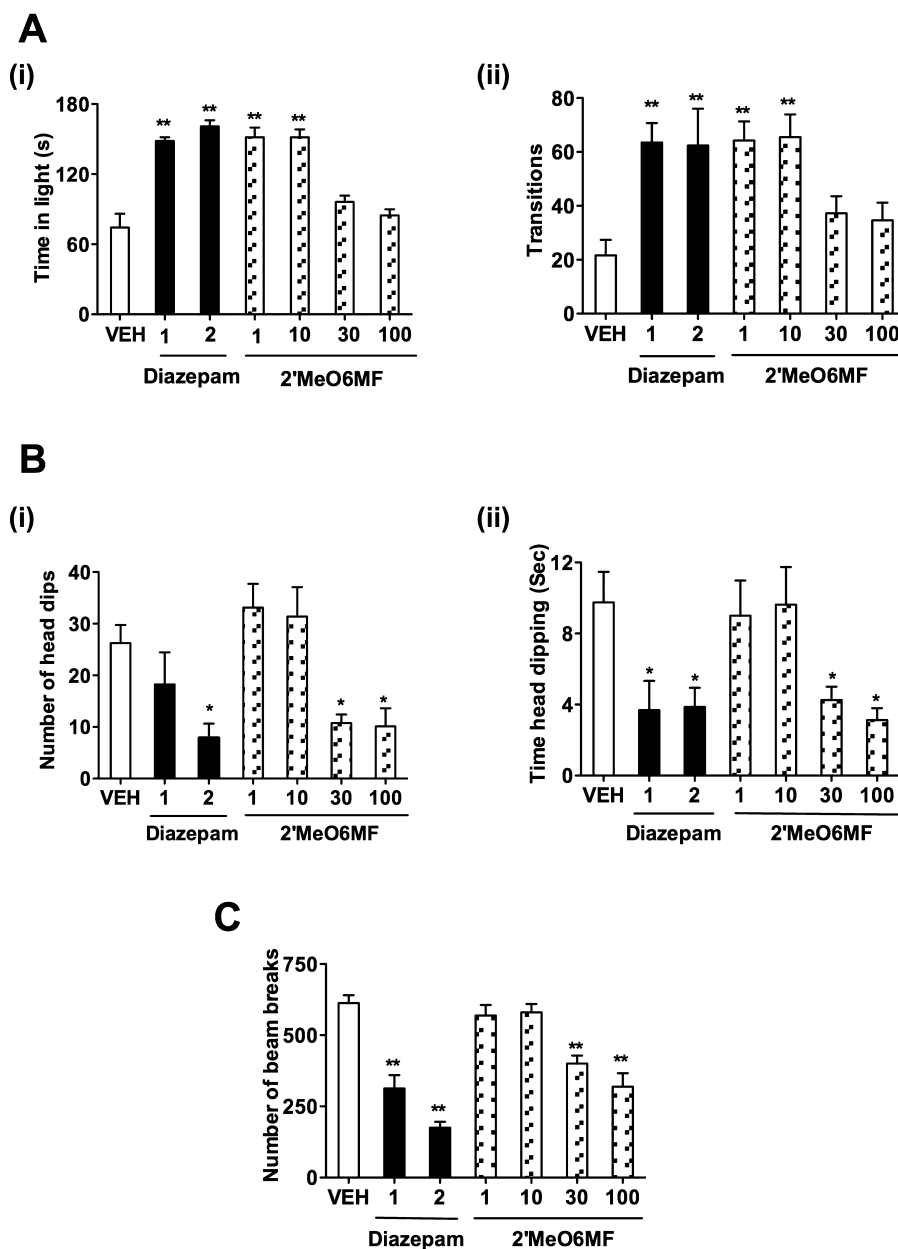 A
(i)
Time in light (s)
180
120
60
0
** ** ** **
VEH 1 2 1 10 30 100
Diazepam 2'MeO6MF
(ii)
Transitions
80
60
40
20
0
** ** ** **
VEH 1 2 1 10 30 100
Diazepam 2'MeO6MF
B
(i)
Number of head dips
40
30
20
10
0
* * *
VEH 1 2 1 10 30 100
Diazepam 2'MeO6MF
(ii)
Time head dipping (Sec)
12
8
4
0
* * * *
VEH 1 2 1 10 30 100
Diazepam 2'MeO6MF
C
Number of beam breaks
750
500
250
0
** ** ** **
VEH 1 2 1 10 30 100
Diazepam 2'MeO6MF